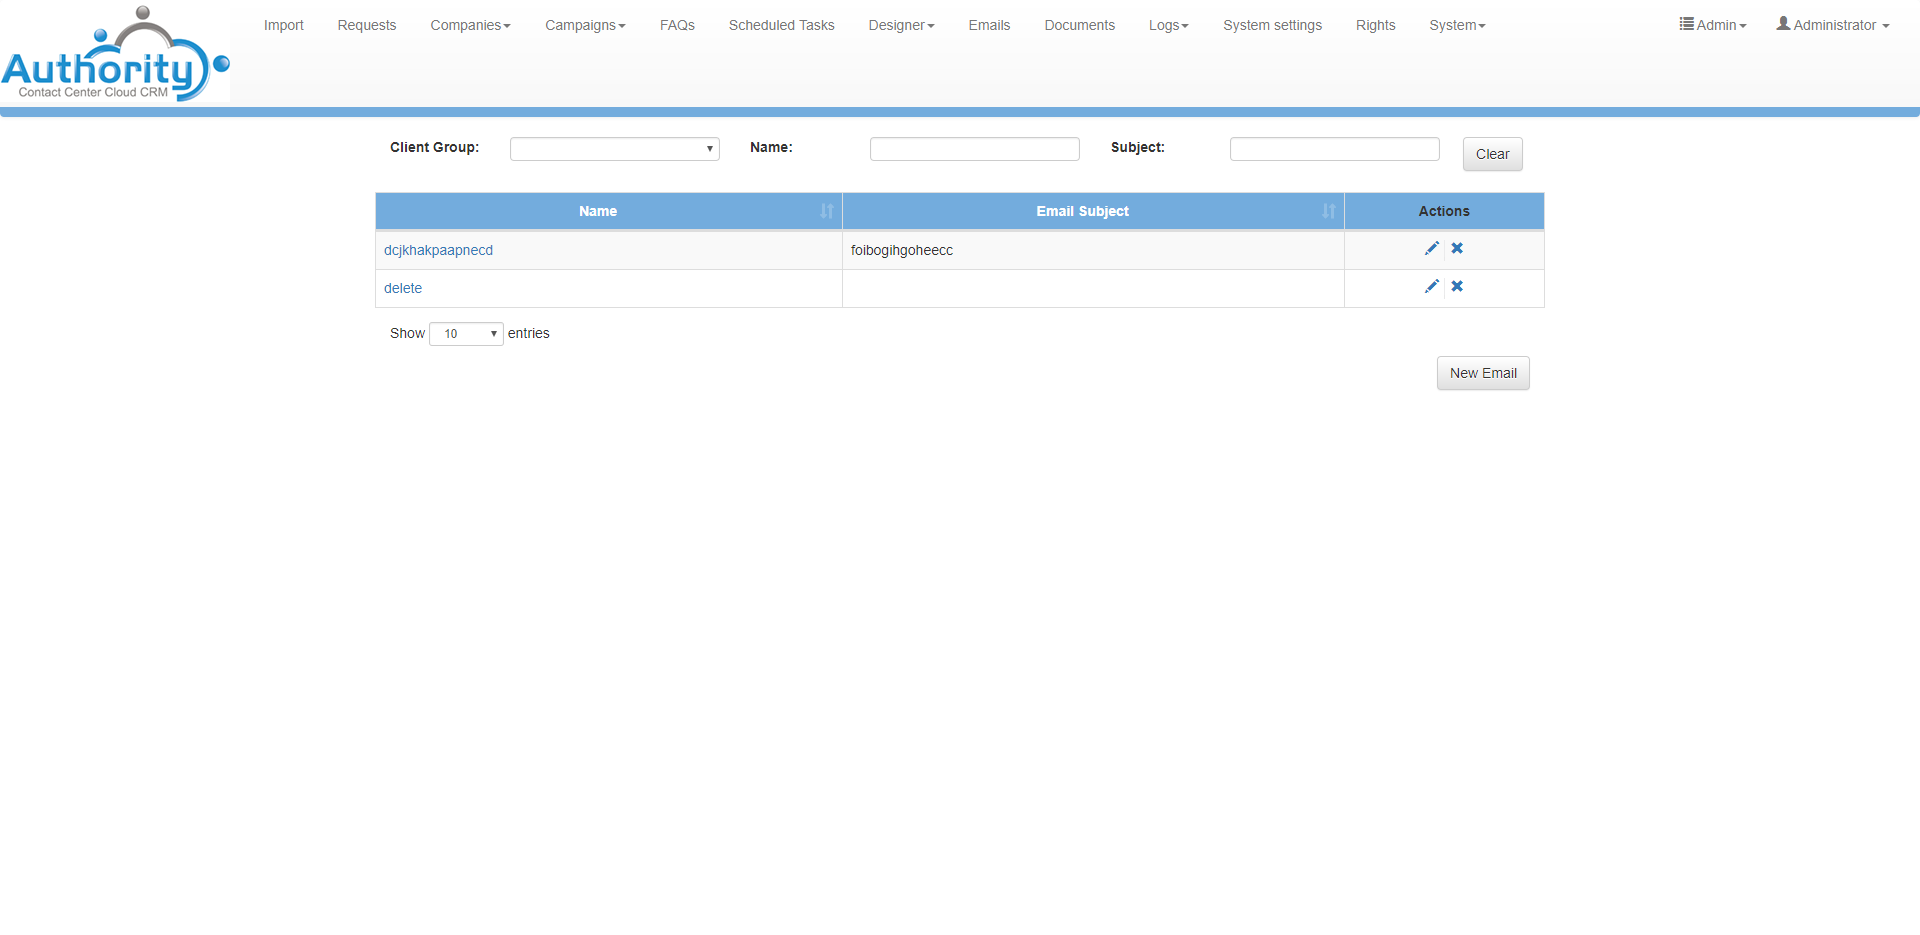 Authority
Contact Center Cloud CRM
Import Requests Companies Campaigns FAQs Scheduled Tasks Designer Emails Documents Logs System settings Rights System Admin Administrator
Client Group: Name: Subject: Clear
Name Email Subject Actions
dcjkhakpaapnecd foibogihgoheecc
delete
Show 10 entries
New Email